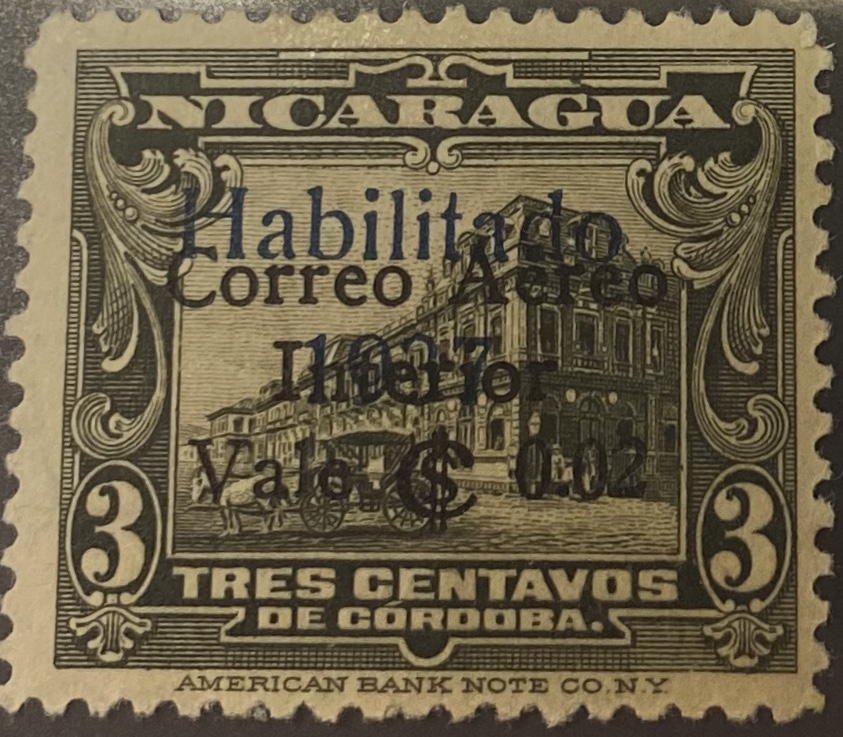 NICARAGUA
Habilitado
Correo Aéreo
1937
Interior
Vale ₡ 0.02
3 3
TRES CENTAVOS
DE CÓRDOBA.
AMERICAN BANK NOTE CO. N.Y.